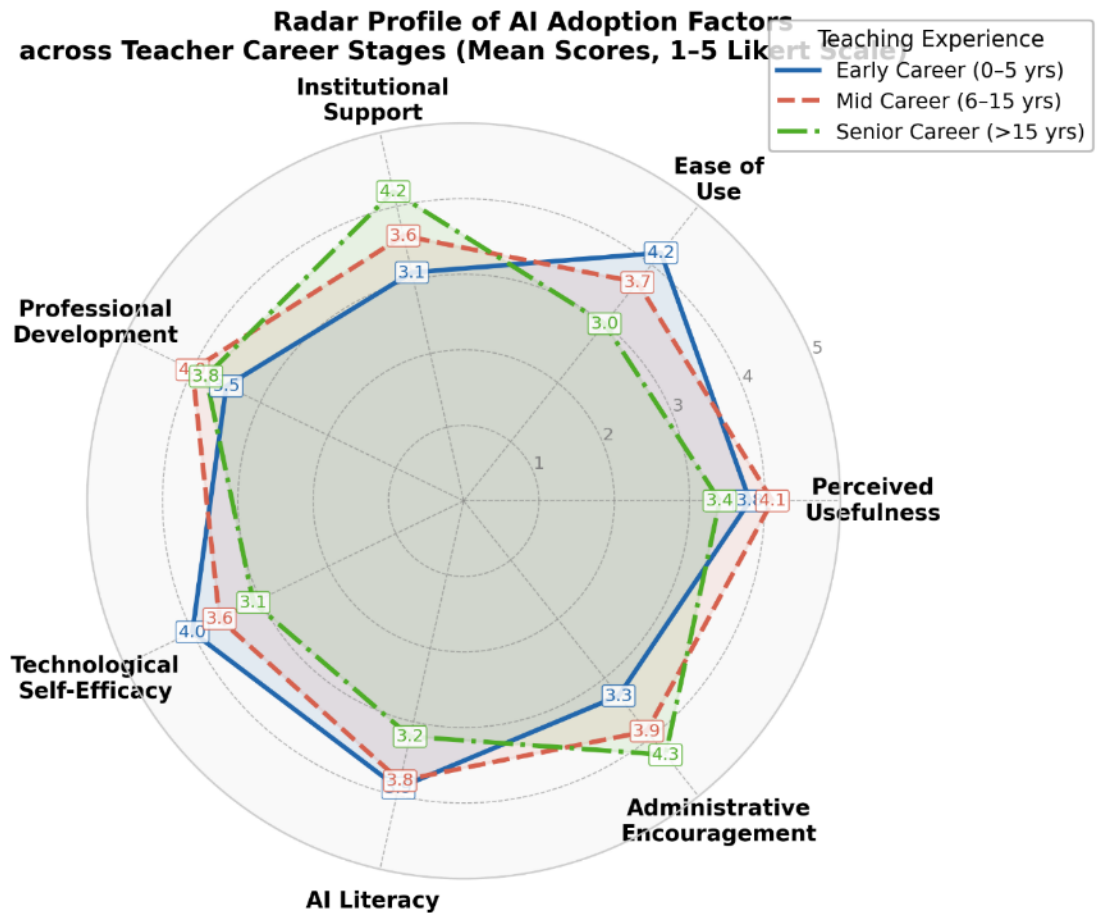 Radar Profile of AI Adoption Factors
across Teacher Career Stages (Mean Scores, 1–5 Likert Scale)
Teaching Experience
Early Career (0–5 yrs)
Mid Career (6–15 yrs)
Senior Career (>15 yrs)
Institutional
Support
Ease of
Use
4.2
3.6
3.1
4.2
3.7
3.0
Professional
Development
3.8
3.5
5
4
3
2
1
3.4
3.8
4.1
Perceived
Usefulness
3.1
3.6
4.0
Technological
Self-Efficacy
3.2
3.8
3.3
3.9
4.3
Administrative
Encouragement
AI Literacy